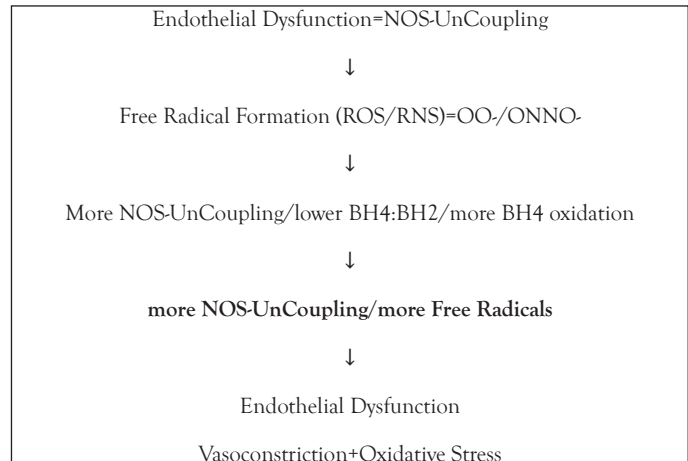 Endothelial Dysfunction=NOS-UnCoupling
↓
Free Radical Formation (ROS/RNS)=OO-/ONNO-
↓
More NOS-UnCoupling/lower BH4:BH2/more BH4 oxidation
↓
more NOS-UnCoupling/more Free Radicals
↓
Endothelial Dysfunction
Vasoconstriction+Oxidative Stress